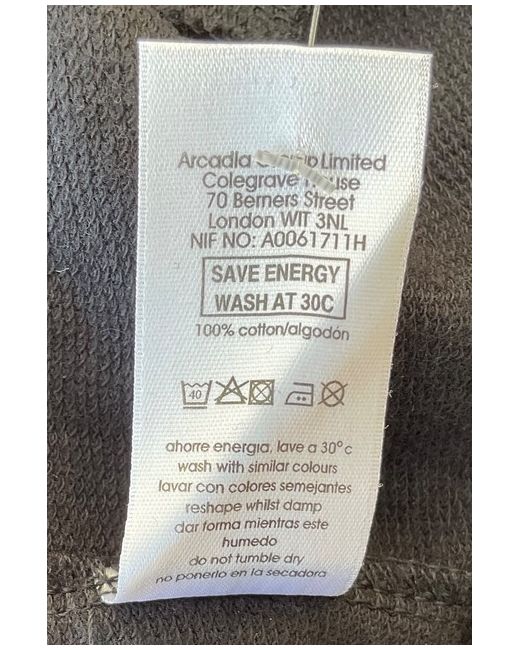 Arcadia Group Limited
Colegrave House
70 Berners Street
London WIT 3NL
NIF NO: A0061711H
SAVE ENERGY
WASH AT 30C
100% cotton/algodón
40
ahorre energia, lave a 30° c
wash with similar colours
lavar con colores semejantes
reshape whilst damp
dar forma mientras este
humedo
do not tumble dry
no ponerlo en la secadora